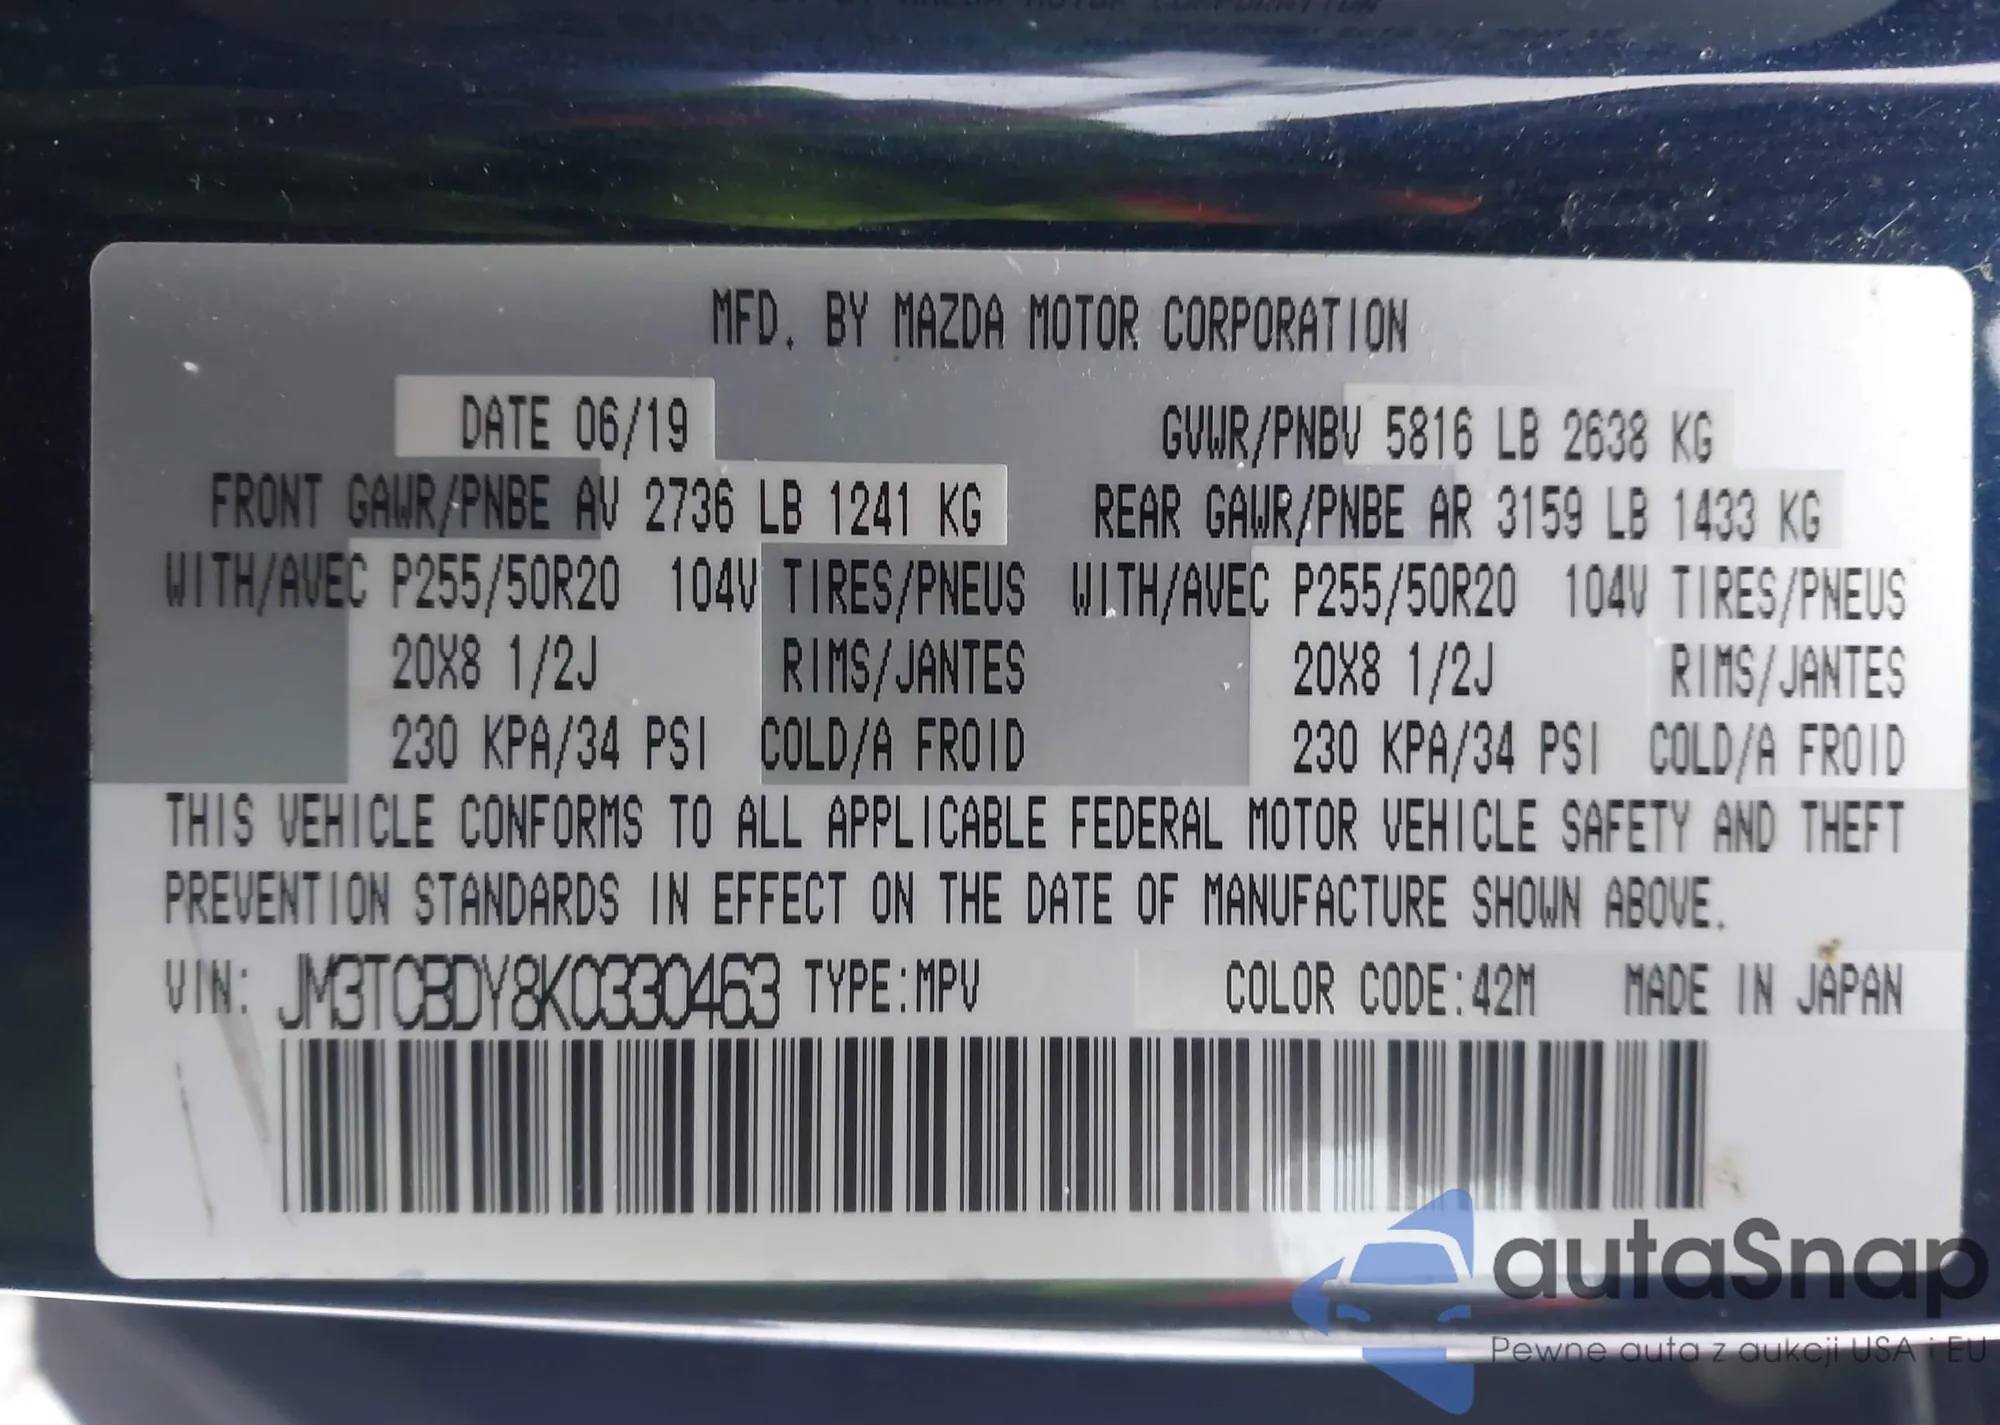 MFD. BY MAZDA MOTOR CORPORATION
DATE 06/19 GVWR/PNBV 5816 LB 2638 KG
FRONT GAWR/PNBE AV 2736 LB 1241 KG REAR GAWR/PNBE AR 3159 LB 1433 KG
WITH/AVEC P255/50R20 104V TIRES/PNEUS WITH/AVEC P255/50R20 104V TIRES/PNEUS
20X8 1/2J RIMS/JANTES 20X8 1/2J RIMS/JANTES
230 KPA/34 PSI COLD/A FROID 230 KPA/34 PSI COLD/A FROID
THIS VEHICLE CONFORMS TO ALL APPLICABLE FEDERAL MOTOR VEHICLE SAFETY AND THEFT
PREVENTION STANDARDS IN EFFECT ON THE DATE OF MANUFACTURE SHOWN ABOVE.
VIN: JM3TCBDY8K0330463 TYPE:MPV COLOR CODE:42M MADE IN JAPAN
autaSnap
Pewne auta z aukcji USA i EU